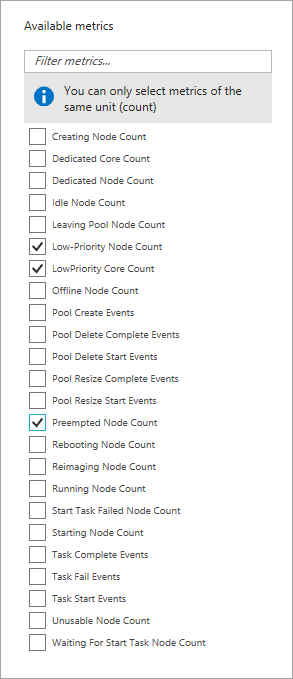 Available metrics
Filter metrics...
You can only select metrics of the
same unit (count)
Creating Node Count
Dedicated Core Count
Dedicated Node Count
Idle Node Count
Leaving Pool Node Count
Low-Priority Node Count
LowPriority Core Count
Offline Node Count
Pool Create Events
Pool Delete Complete Events
Pool Delete Start Events
Pool Resize Complete Events
Pool Resize Start Events
Preempted Node Count
Rebooting Node Count
Reimaging Node Count
Running Node Count
Start Task Failed Node Count
Starting Node Count
Task Complete Events
Task Fail Events
Task Start Events
Unusable Node Count
Waiting For Start Task Node Count